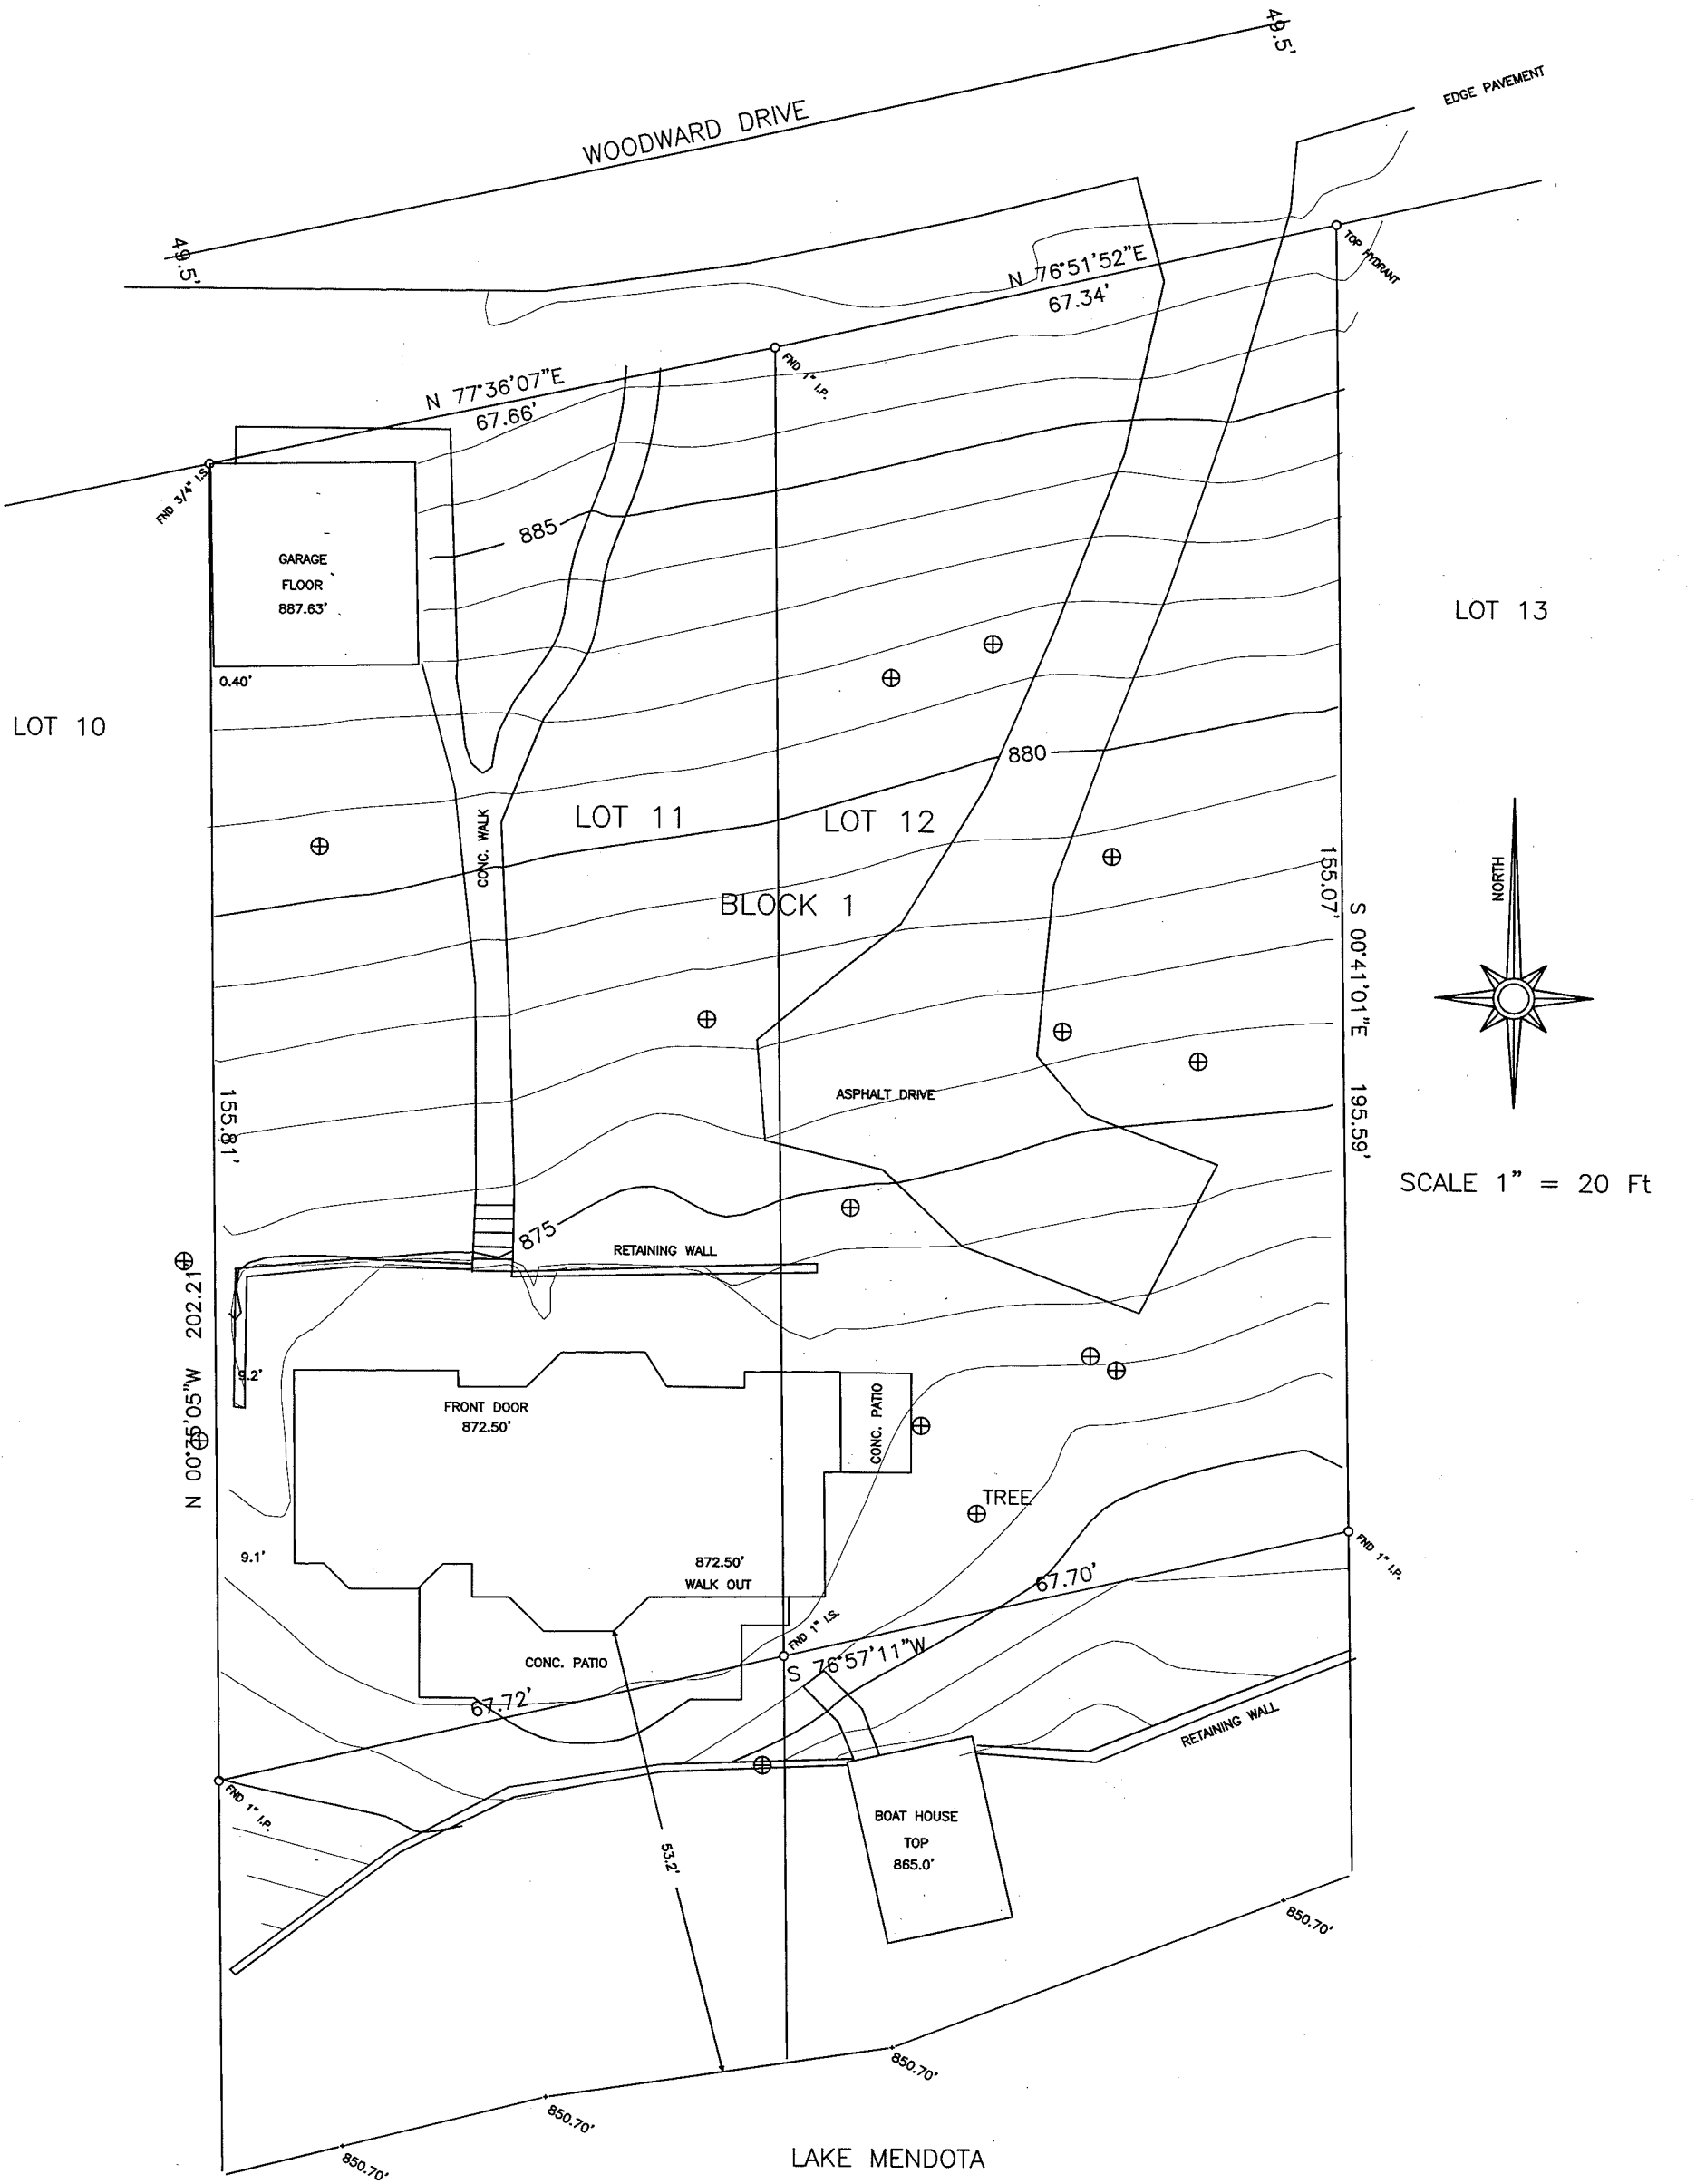 49.5'
EDGE PAVEMENT
WOODWARD DRIVE
49.5'
TOP HYDRANT
N 76°51'52"E
67.34'
FND 1" I.P.
N 77°36'07"E
67.66'
FND 3/4" I.S.
885
GARAGE
FLOOR
887.63'
LOT 13
0.40'
LOT 10
880
CONC. WALK
LOT 11
LOT 12
BLOCK 1
155.07'
S 00°41'01"E 195.59'
NORTH
155.81'
ASPHALT DRIVE
SCALE 1" = 20 Ft
875
RETAINING WALL
202.21'
9.2'
FRONT DOOR
872.50'
CONC. PATIO
TREE
9.1'
872.50'
WALK OUT
67.70'
FND 1" I.P.
FND 1" I.S.
CONC. PATIO
S 76°57'11"W
67.72'
RETAINING WALL
FND 1" I.P.
BOAT HOUSE
TOP
865.0'
53.2'
850.70'
850.70'
850.70'
850.70'
LAKE MENDOTA